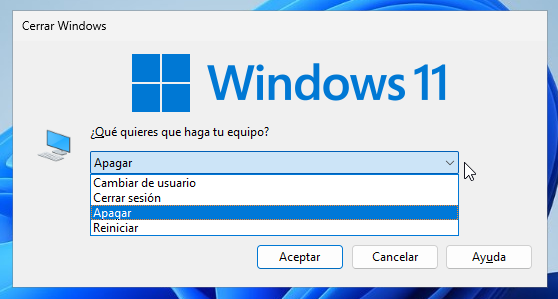 Cerrar Windows
Windows 11
¿Qué quieres que haga tu equipo?
Apagar
Cambiar de usuario
Cerrar sesión
Apagar
Reiniciar
Aceptar
Cancelar
Ayuda